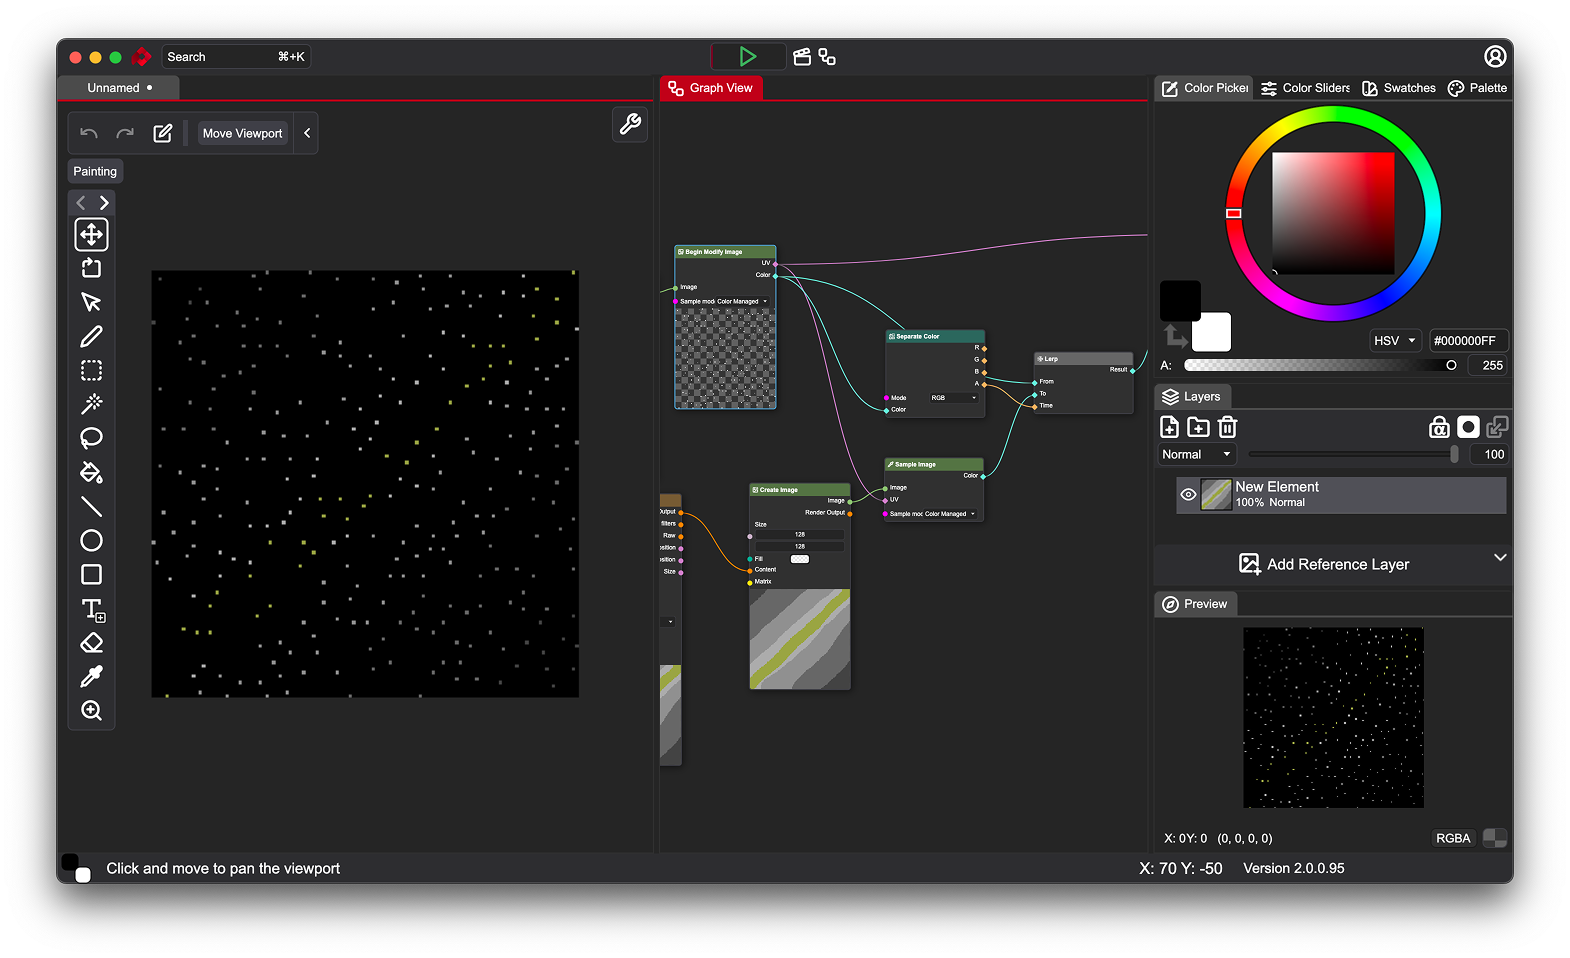 Search ⌘+K
Unnamed
Graph View
Color Picker
Color Sliders
Swatches
Palette
Move Viewport
Painting
Begin Modify Image
UV
Color
Image
Sample mod Color Managed
Separate Color
R
G
B
A
Mode RGB
Color
Lerp
Result
From
To
Time
Sample Image
Color
Image
UV
Sample mod Color Managed
Output
filters
Raw
Size
Create Image
Image
Render Output
Size
128
128
Fill
Content
Matrix
HSV
#000000FF
A: 255
Layers
Normal 100
New Element
100% Normal
Add Reference Layer
Preview
X: 0Y: 0 (0, 0, 0, 0)
RGBA
Click and move to pan the viewport
X: 70 Y: -50
Version 2.0.0.95